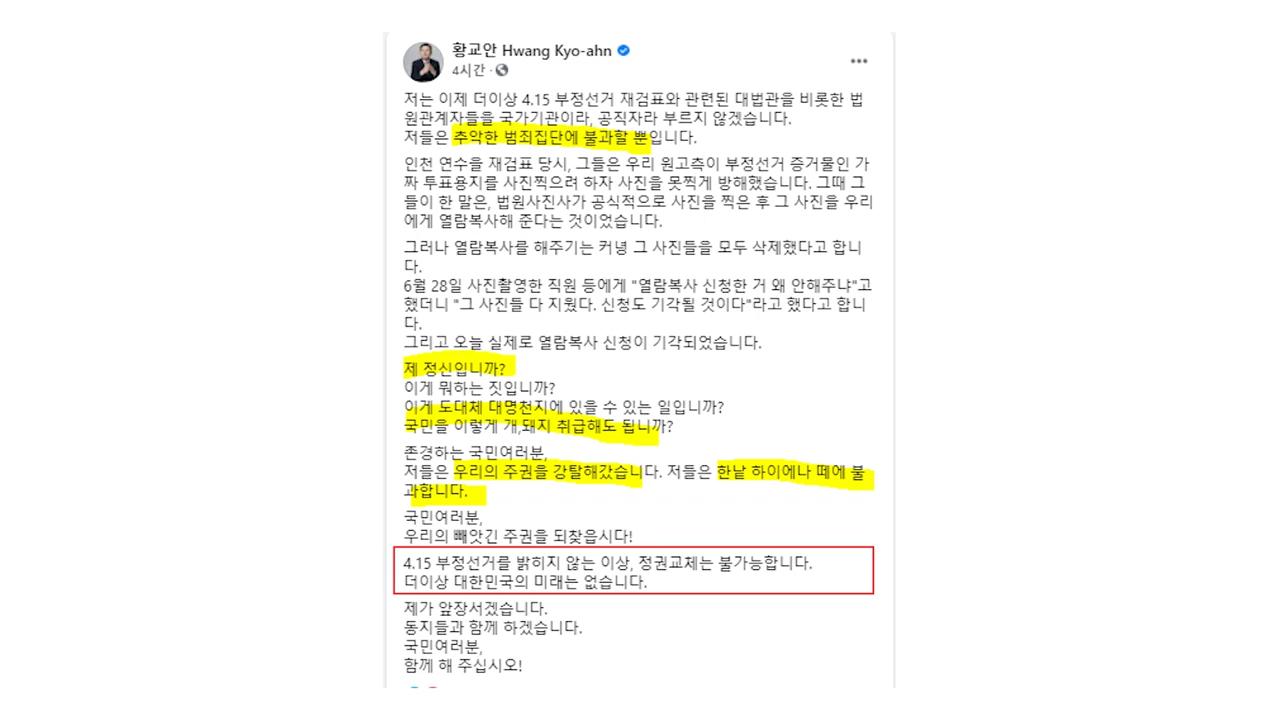 황교안 Hwang Kyo-ahn
4시간 ·
저는 이제 더이상 4.15 부정선거 재검표와 관련된 대법관을 비롯한 법
원관계자들을 국가기관이라, 공직자라 부르지 않겠습니다.
저들은 추악한 범죄집단에 불과할 뿐입니다.
인천 연수을 재검표 당시, 그들은 우리 원고측이 부정선거 증거물인 가
짜 투표용지를 사진찍으려 하자 사진을 못찍게 방해했습니다. 그때 그
들이 한 말은, 법원사진사가 공식적으로 사진을 찍은 후 그 사진을 우리
에게 열람복사해 준다는 것이었습니다.
그러나 열람복사를 해주기는 커녕 그 사진들을 모두 삭제했다고 합니
다.
6월 28일 사진촬영한 직원 등에게 "열람복사 신청한 거 왜 안해주냐"고
했더니 "그 사진들 다 지웠다. 신청도 기각될 것이다"라고 했다고 합니
다.
그리고 오늘 실제로 열람복사 신청이 기각되었습니다.
제 정신입니까?
이게 뭐하는 짓입니까?
이게 도대체 대명천지에 있을 수 있는 일입니까?
국민을 이렇게 개,돼지 취급해도 됩니까?
존경하는 국민여러분,
저들은 우리의 주권을 강탈해갔습니다. 저들은 한낱 하이에나 떼에 불
과합니다.
국민여러분,
우리의 빼앗긴 주권을 되찾읍시다!
4.15 부정선거를 밝히지 않는 이상, 정권교체는 불가능합니다.
더이상 대한민국의 미래는 없습니다.
제가 앞장서겠습니다.
동지들과 함께 하겠습니다.
국민여러분,
함께 해 주십시오!